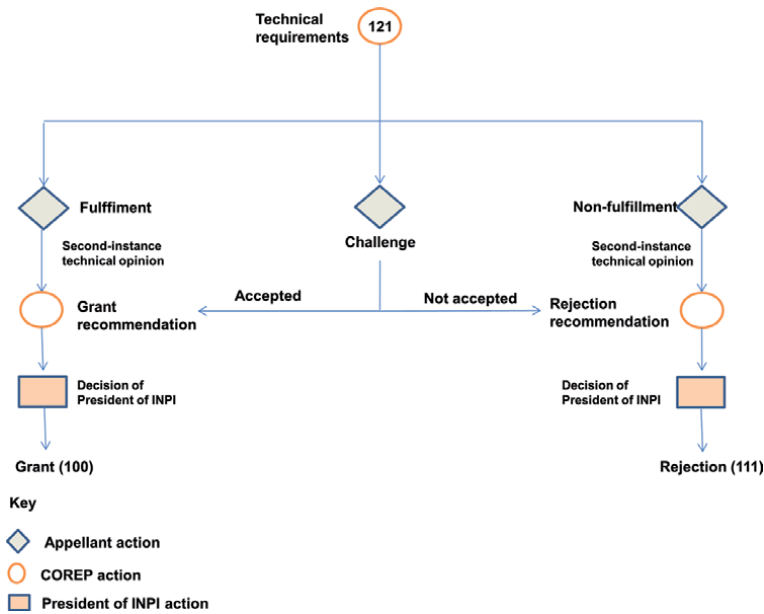 Technical
requirements
121
Fulffiment
Non-fulfillment
Challenge
Second-instance
technical opinion
Second-instance
technical opinion
Accepted
Not accepted
Grant
recommendation
Rejection
recommendation
Decision of
President of INPI
Decision of
President of INPI
Grant (100)
Rejection (111)
Key
Appellant action
COREP action
President of INPI action